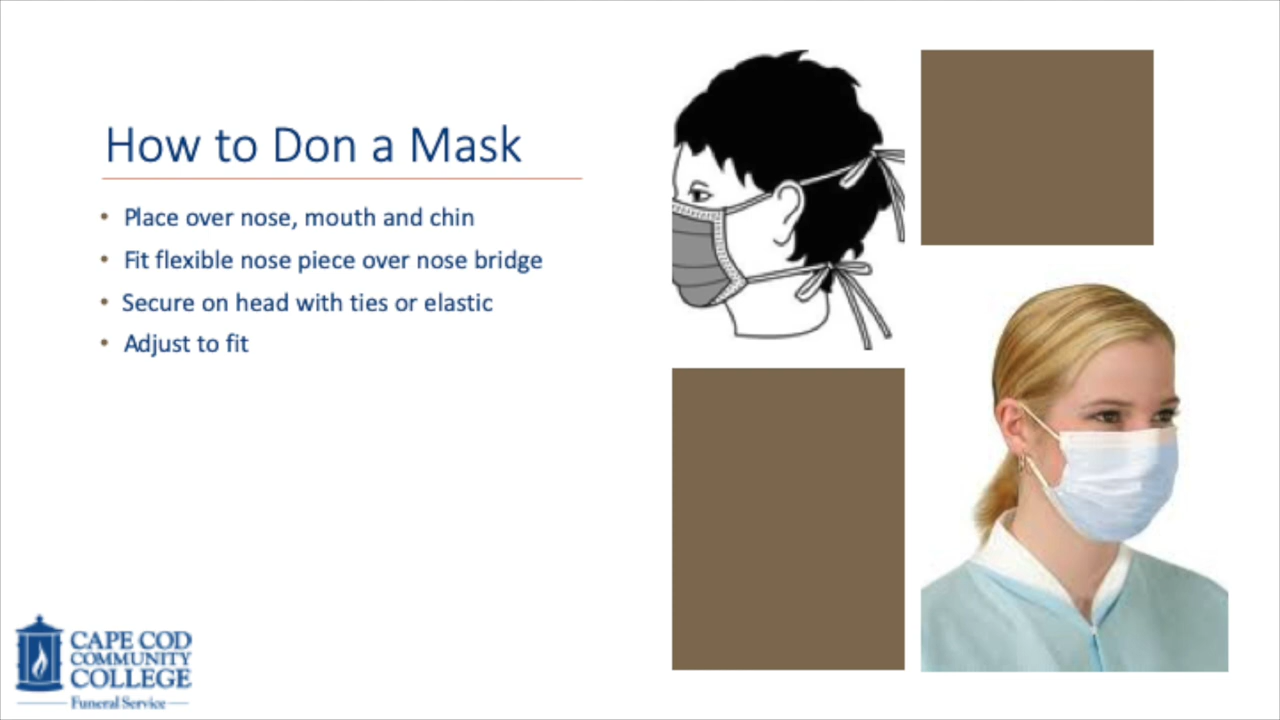 How to Don a Mask
• Place over nose, mouth and chin
• Fit flexible nose piece over nose bridge
• Secure on head with ties or elastic
• Adjust to fit
CAPE COD
COMMUNITY
COLLEGE
Funeral Service